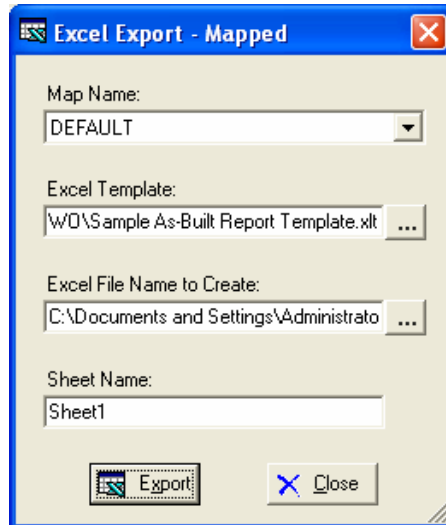 Excel Export - Mapped
Map Name:
DEFAULT
Excel Template:
WO\Sample As-Built Report Template.xlt
...
Excel File Name to Create:
C:\Documents and Settings\Administrato
...
Sheet Name:
Sheet1
Export
Close